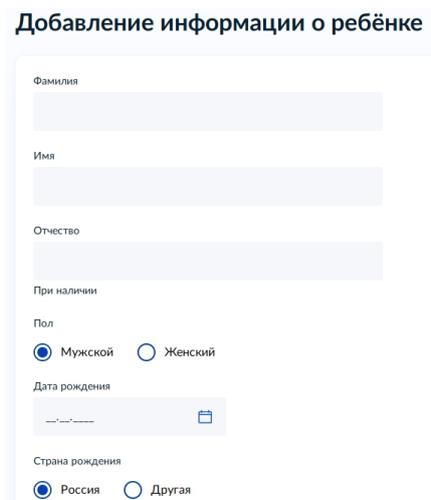 Добавление информации о ребёнке
Фамилия
Имя
Отчество
При наличии
Пол
Мужской Женский
Дата рождения
__.__.____
Страна рождения
Россия Другая